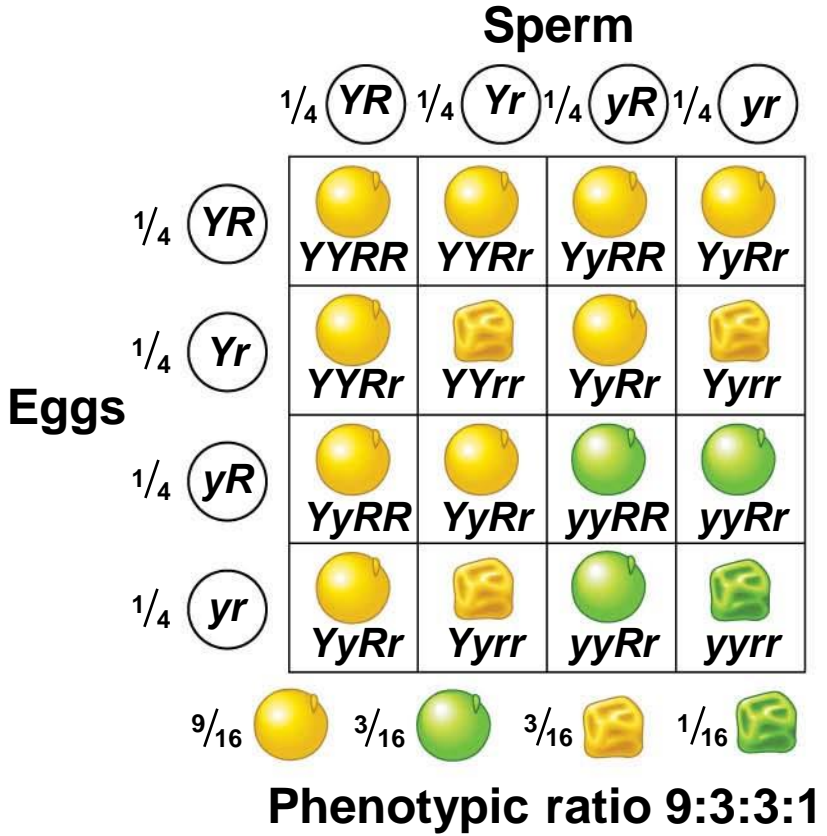 Sperm
1/4 YR 1/4 Yr 1/4 yR 1/4 yr
1/4 YR
YYRR YYRr YyRR YyRr
1/4 Yr
YYRr YYrr YyRr Yyrr
Eggs
1/4 yR
YyRR YyRr yyRR yyRr
1/4 yr
YyRr Yyrr yyRr yyrr
9/16 3/16 3/16 1/16
Phenotypic ratio 9:3:3:1